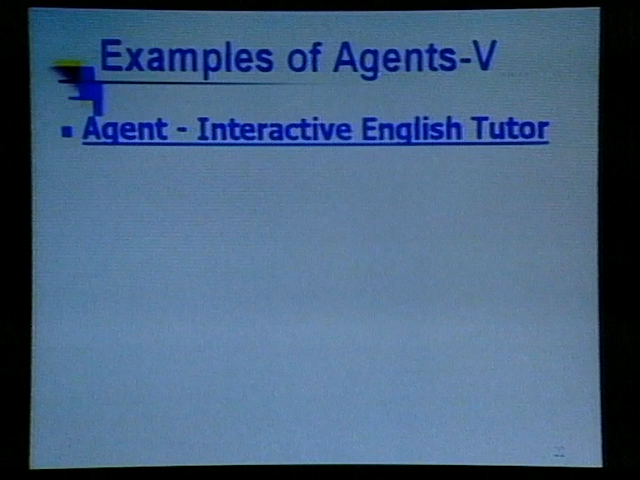 Examples of Agents-V
Agent - Interactive English Tutor